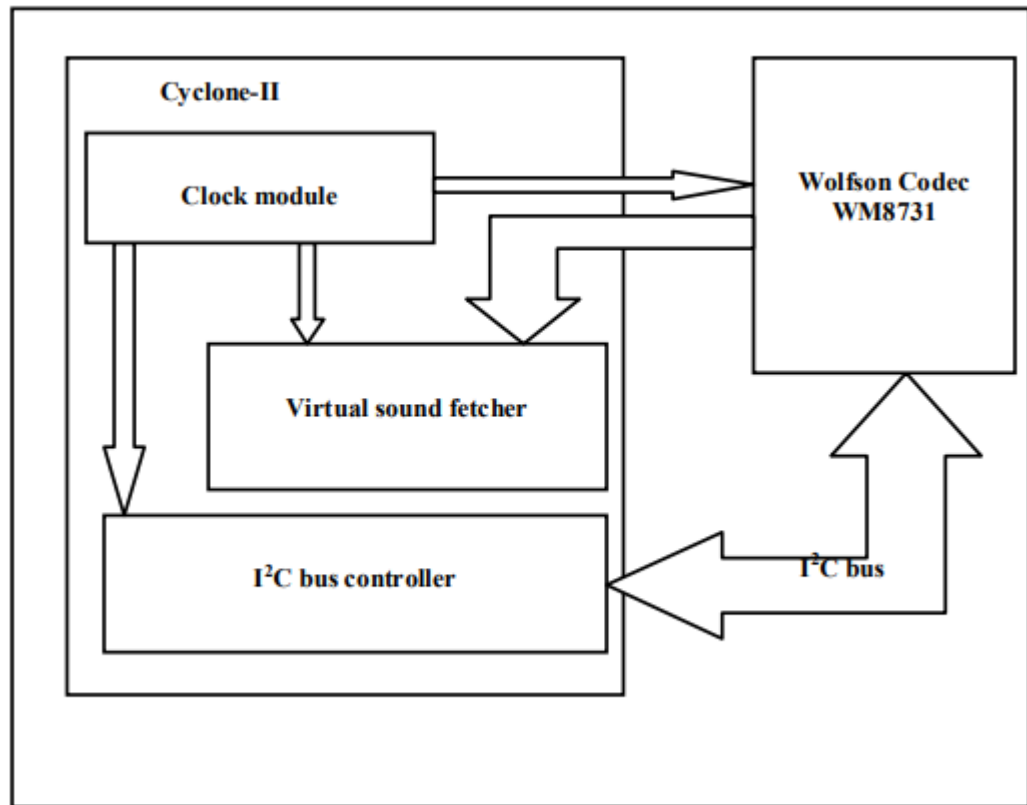 Cyclone-II
Clock module
Wolfson Codec
WM8731
Virtual sound fetcher
I²C bus controller
I²C bus